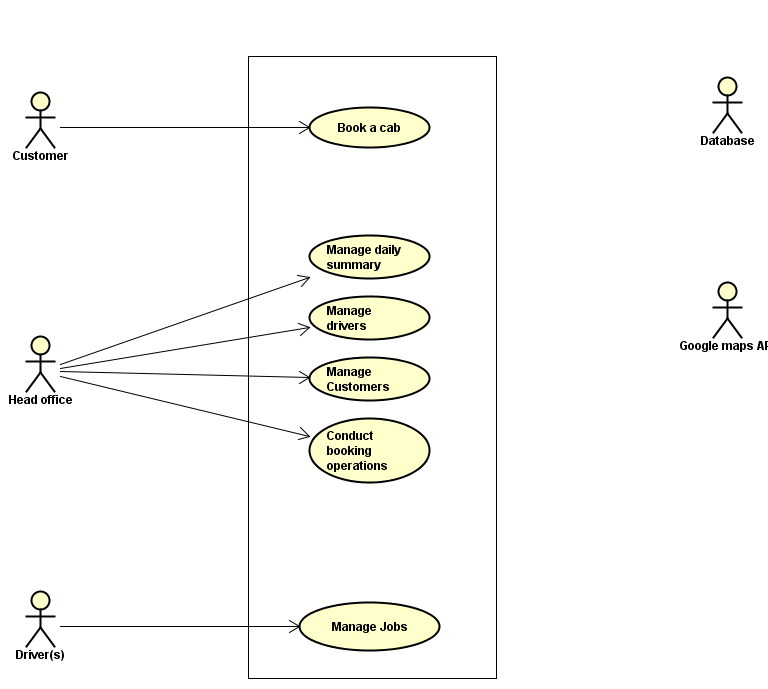 Book a cab
Customer
Database
Manage daily
summary
Manage
drivers
Google maps
Manage
Customers
Head office
Conduct
booking
operations
Manage Jobs
Driver(s)